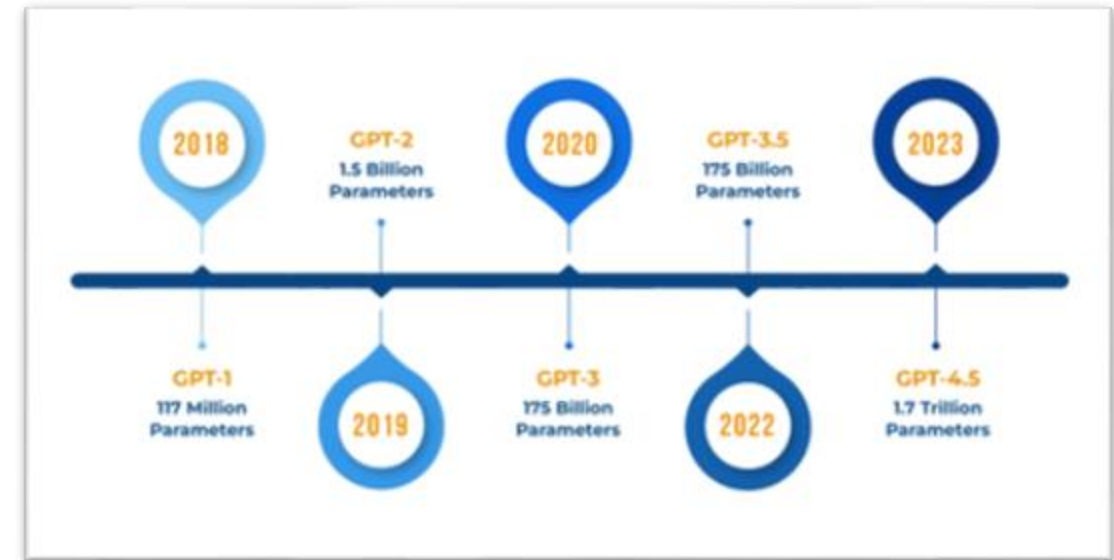 2018
GPT-1
117 Million
Parameters
GPT-2
1.5 Billion
Parameters
2019
2020
GPT-3
175 Billion
Parameters
GPT-3.5
175 Billion
Parameters
2022
2023
GPT-4.5
1.7 Trillion
Parameters